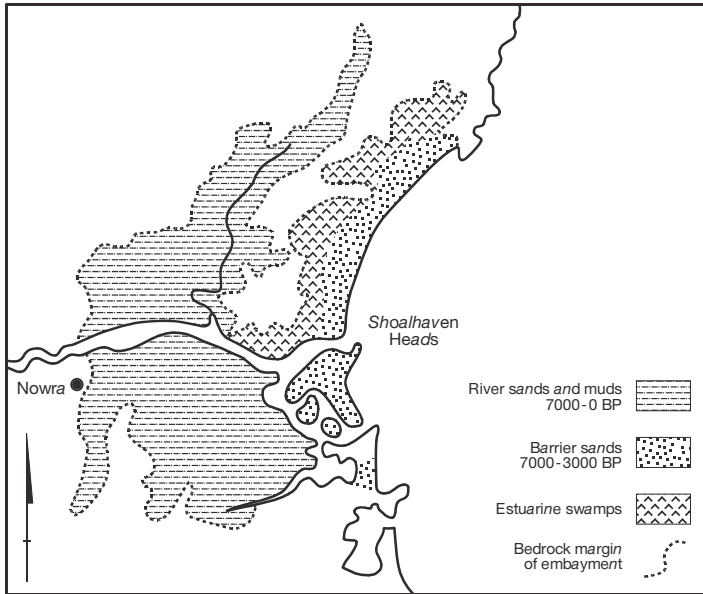 Shoalhaven
Heads
Nowra
River sands and muds
7000-0 BP
Barrier sands
7000-3000 BP
Estuarine swamps
Bedrock margin
of embayment